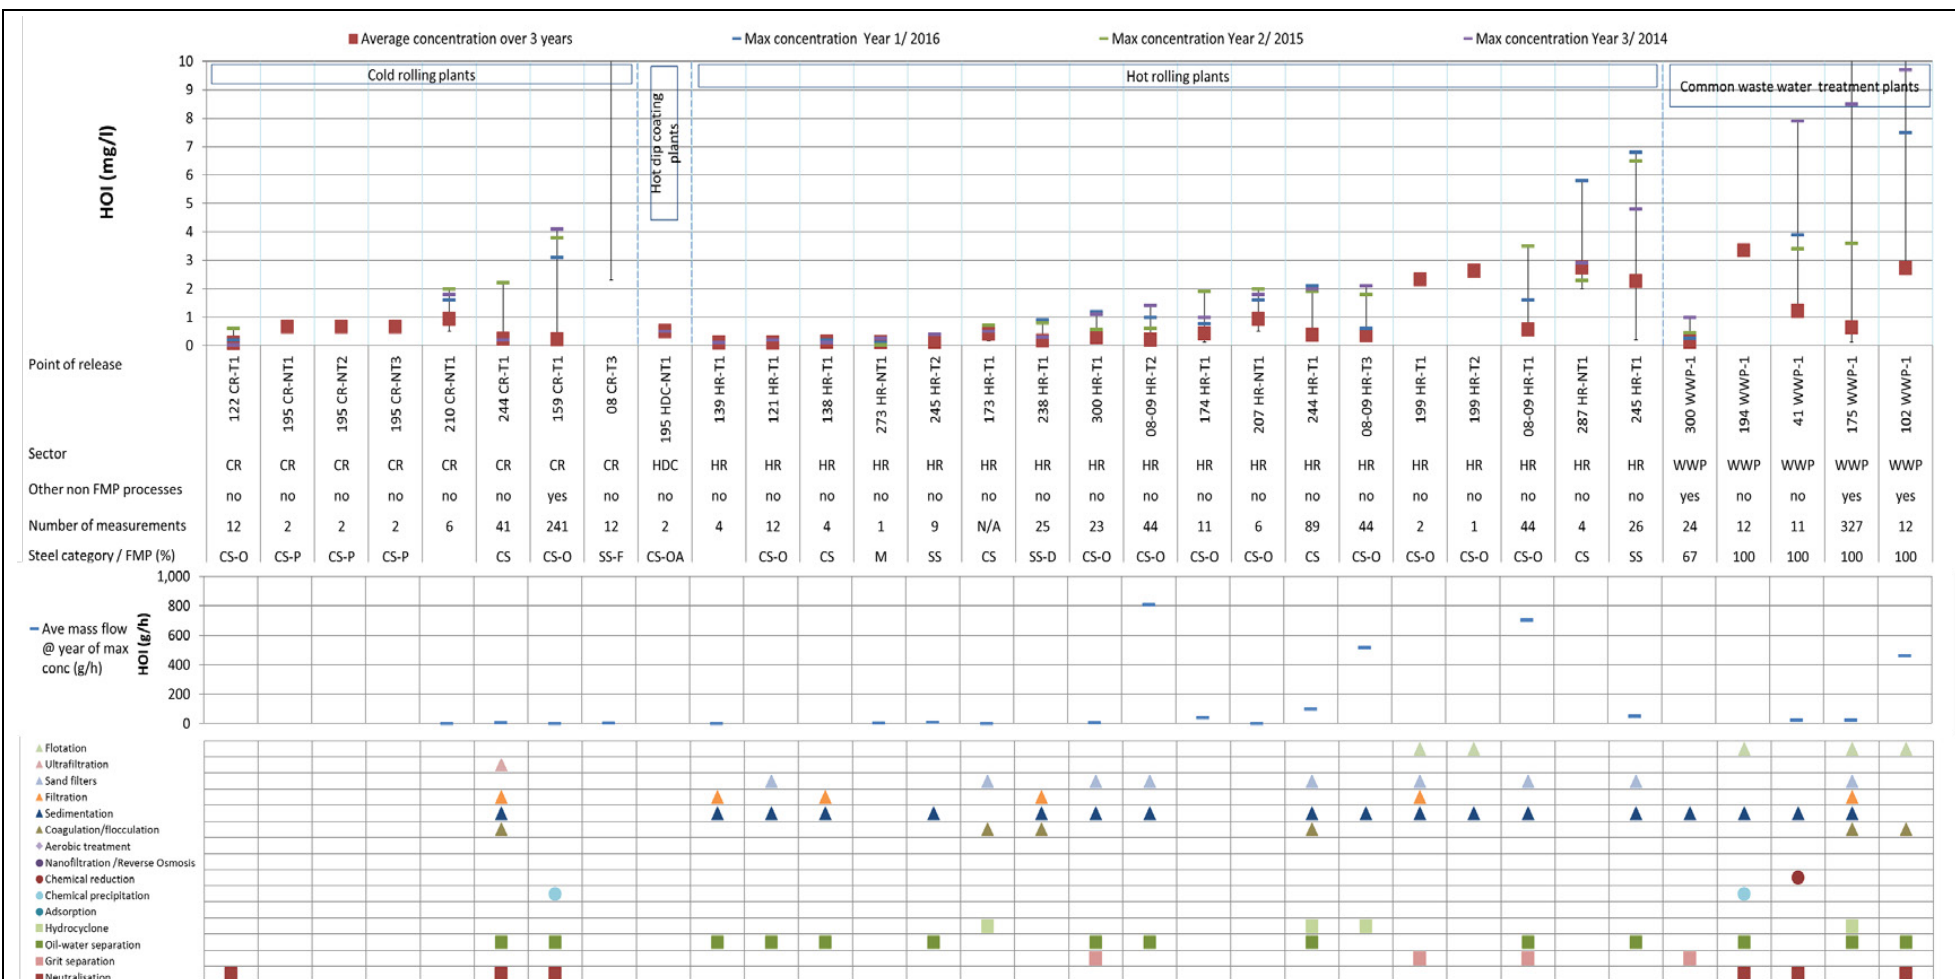 Average concentration over 3 years Max concentration Year 1/ 2016 Max concentration Year 2/ 2015 Max concentration Year 3/ 2014
HOI (mg/l)
10
9
8
7
6
5
4
3
2
1
0
Cold rolling plants
Hot dip coating plants
Hot rolling plants
Common waste water treatment plants
Point of release 122 CR-T1 195 CR-NT1 195 CR-NT2 195 CR-NT3 210 CR-NT1 244 CR-T1 159 CR-T1 08 CR-T3 195 HDC-NT1 139 HR-T1 121 HR-T1 138 HR-T1 273 HR-NT1 245 HR-T2 173 HR-T1 238 HR-T1 300 HR-T1 08-09 HR-T2 174 HR-T1 207 HR-NT1 244 HR-T1 08-09 HR-T3 199 HR-T1 199 HR-T2 08-09 HR-T1 287 HR-NT1 245 HR-T1 300 WWP-1 194 WWP-1 41 WWP-1 175 WWP-1 102 WWP-1
Sector CR CR CR CR CR CR CR CR HDC HR HR HR HR HR HR HR HR HR HR HR HR HR HR HR HR HR HR WWP WWP WWP WWP WWP
Other non FMP processes no no no no no no yes no no no no no no no no no no no no no no no no no no no no yes no no yes yes
Number of measurements 12 2 2 2 6 41 241 12 2 4 12 4 1 9 N/A 25 23 44 11 6 89 44 2 1 44 4 26 24 12 11 327 12
Steel category / FMP (%) CS-O CS-P CS-P CS-P CS CS-O SS-F CS-OA CS-O CS M SS CS SS-D CS-O CS-O CS-O CS-O CS CS-O CS-O CS-O CS-O CS SS 67 100 100 100 100
Ave mass flow
@ year of max
conc (g/h)
HOI (g/h)
1,000
800
600
400
200
0
Flotation
Ultrafiltration
Sand filters
Filtration
Sedimentation
Coagulation/flocculation
Aerobic treatment
Nanofiltration /Reverse Osmosis
Chemical reduction
Chemical precipitation
Adsorption
Hydrocyclone
Oil-water separation
Grit separation
Neutralisation